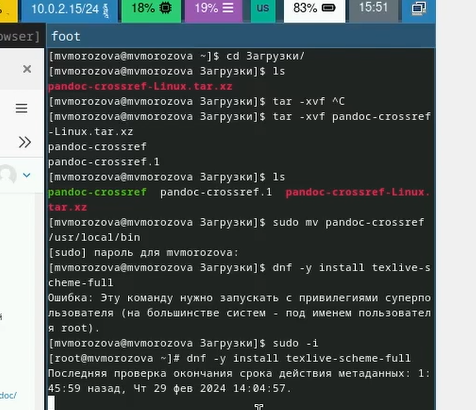 10.0.2.15/24 18% 19% us 83% 15:51
owser] foot
[mvmorozova@mvmorozova ~]$ cd Загрузки/
[mvmorozova@mvmorozova Загрузки]$ ls
pandoc-crossref-Linux.tar.xz
[mvmorozova@mvmorozova Загрузки]$ tar -xvf ^C
[mvmorozova@mvmorozova Загрузки]$ tar -xvf pandoc-crossref
-Linux.tar.xz
pandoc-crossref
pandoc-crossref.1
[mvmorozova@mvmorozova Загрузки]$ ls
pandoc-crossref pandoc-crossref.1 pandoc-crossref-Linux.
tar.xz
[mvmorozova@mvmorozova Загрузки]$ sudo mv pandoc-crossref
/usr/local/bin
[sudo] пароль для mvmorozova:
[mvmorozova@mvmorozova Загрузки]$ dnf -y install texlive-s
cheme-full
Ошибка: Эту команду нужно запускать с привилегиями суперпо
льзователя (на большинстве систем - под именем пользовател
я root).
[mvmorozova@mvmorozova Загрузки]$ sudo -i
[root@mvmorozova ~]# dnf -y install texlive-scheme-full
Последняя проверка окончания срока действия метаданных: 1:
45:59 назад, Чт 29 фев 2024 14:04:57.
doc/